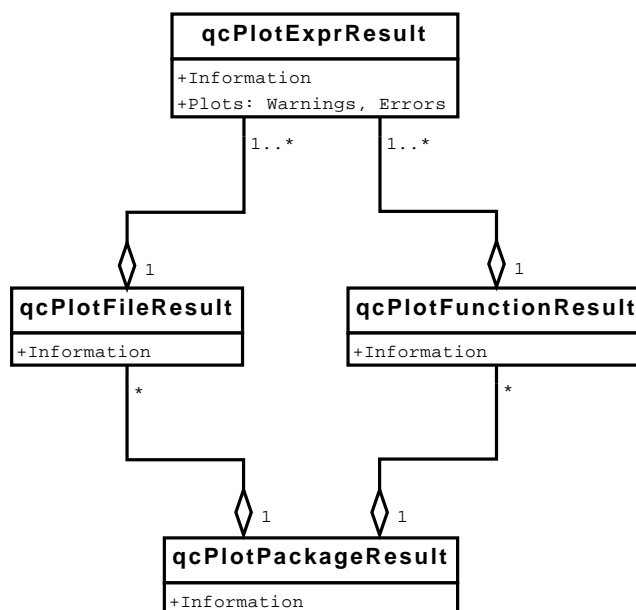 qcPlotExprResult
+Information
+Plots: Warnings, Errors
1..*
1..*
1
1
qcPlotFileResult
qcPlotFunctionResult
+Information
+Information
*
*
1
1
qcPlotPackageResult
+Information